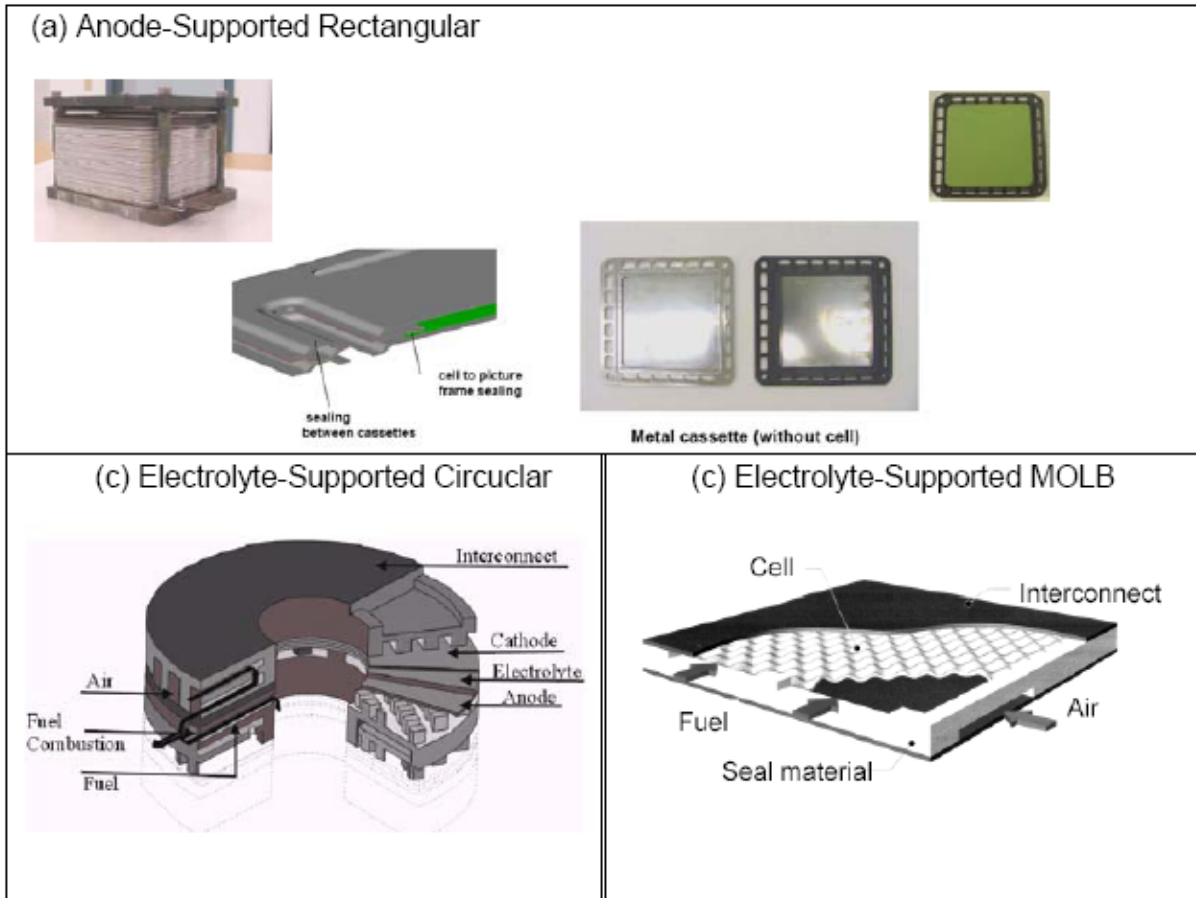 (a) Anode-Supported Rectangular
cell to picture
frame sealing
sealing
between cassettes
Metal cassette (without cell)
(c) Electrolyte-Supported Circuclar
Interconnect
Cathode
Electrolyte
Anode
Air
Fuel
Combustion
Fuel
(c) Electrolyte-Supported MOLB
Cell
Interconnect
Fuel
Air
Seal material